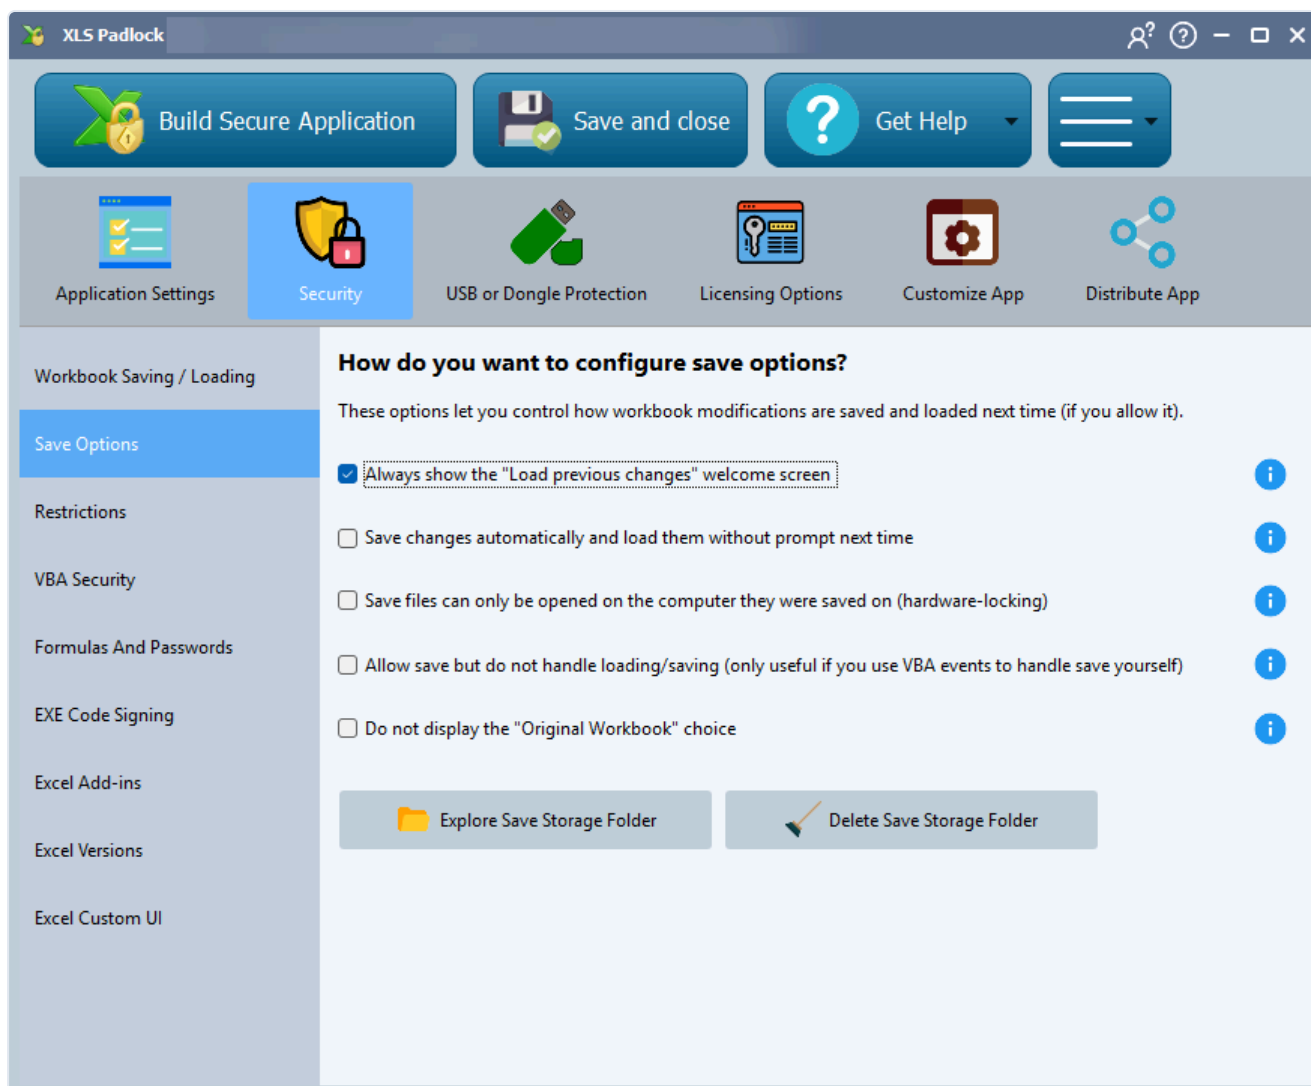 XLS Padlock
Build Secure Application
Save and close
Get Help
Application Settings
Security
USB or Dongle Protection
Licensing Options
Customize App
Distribute App
Workbook Saving / Loading
Save Options
Restrictions
VBA Security
Formulas And Passwords
EXE Code Signing
Excel Add-ins
Excel Versions
Excel Custom UI
How do you want to configure save options?
These options let you control how workbook modifications are saved and loaded next time (if you allow it).
Always show the "Load previous changes" welcome screen
Save changes automatically and load them without prompt next time
Save files can only be opened on the computer they were saved on (hardware-locking)
Allow save but do not handle loading/saving (only useful if you use VBA events to handle save yourself)
Do not display the "Original Workbook" choice
Explore Save Storage Folder
Delete Save Storage Folder